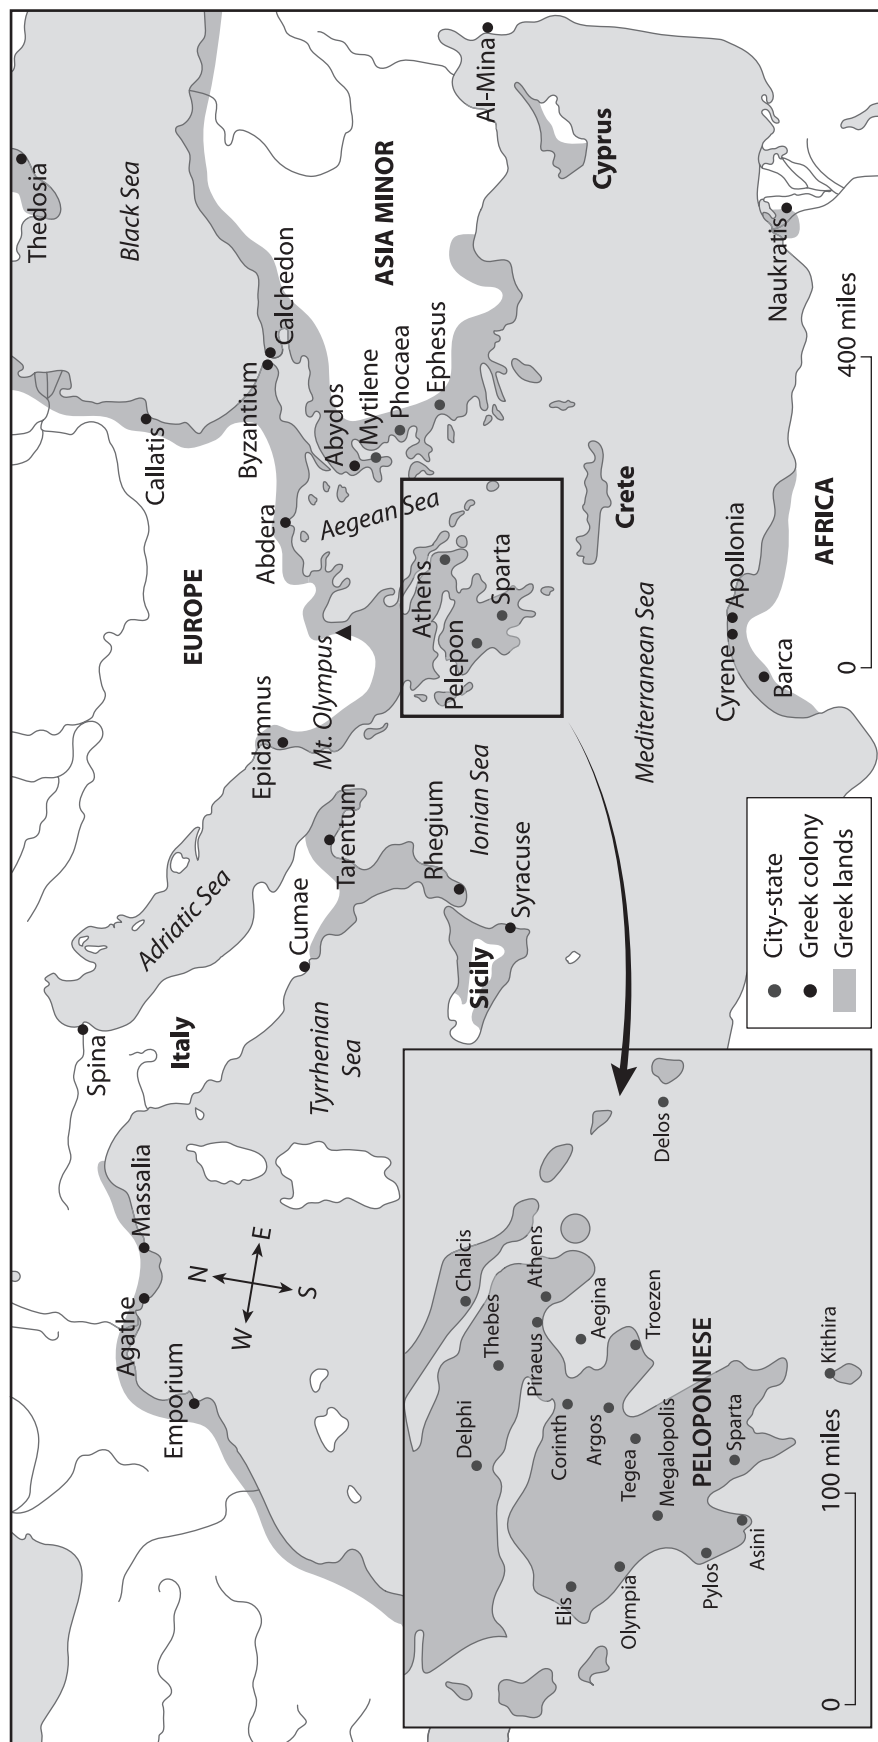 Thedosia
Black Sea
Callatis
EUROPE
Byzantium
Calchedon
Abdera
Epidamnus
Mt. Olympus
Aegean Sea
Abydos
Mytilene
Phocaea
Ephesus
ASIA MINOR
Al-Mina
Cyprus
Athens
Pelepon
Sparta
Crete
Spina
Adriatic Sea
Italy
Cumae
Tarentum
Rhegium
Ionian Sea
Sicily
Syracuse
Tyrrhenian
Sea
Massalia
Agathe
Emporium
N
E
S
W
Mediterranean Sea
Cyrene
Apollonia
Barca
AFRICA
Naukratis
0
400 miles
City-state
Greek colony
Greek lands
Chalcis
Delphi
Thebes
Athens
Piraeus
Aegina
Corinth
Argos
Troezen
Tegea
Megalopolis
PELOPONNESE
Elis
Olympia
Sparta
Pylos
Asini
Delos
Kithira
0
100 miles